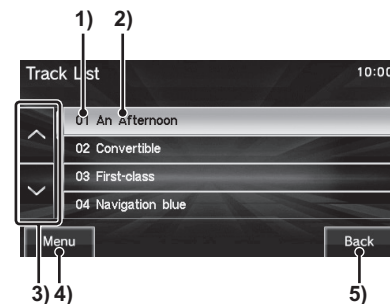 1) 2)
Track List 10:00
01 An Afternoon
02 Convertible
03 First-class
04 Navigation blue
Menu Back
3) 4) 5)